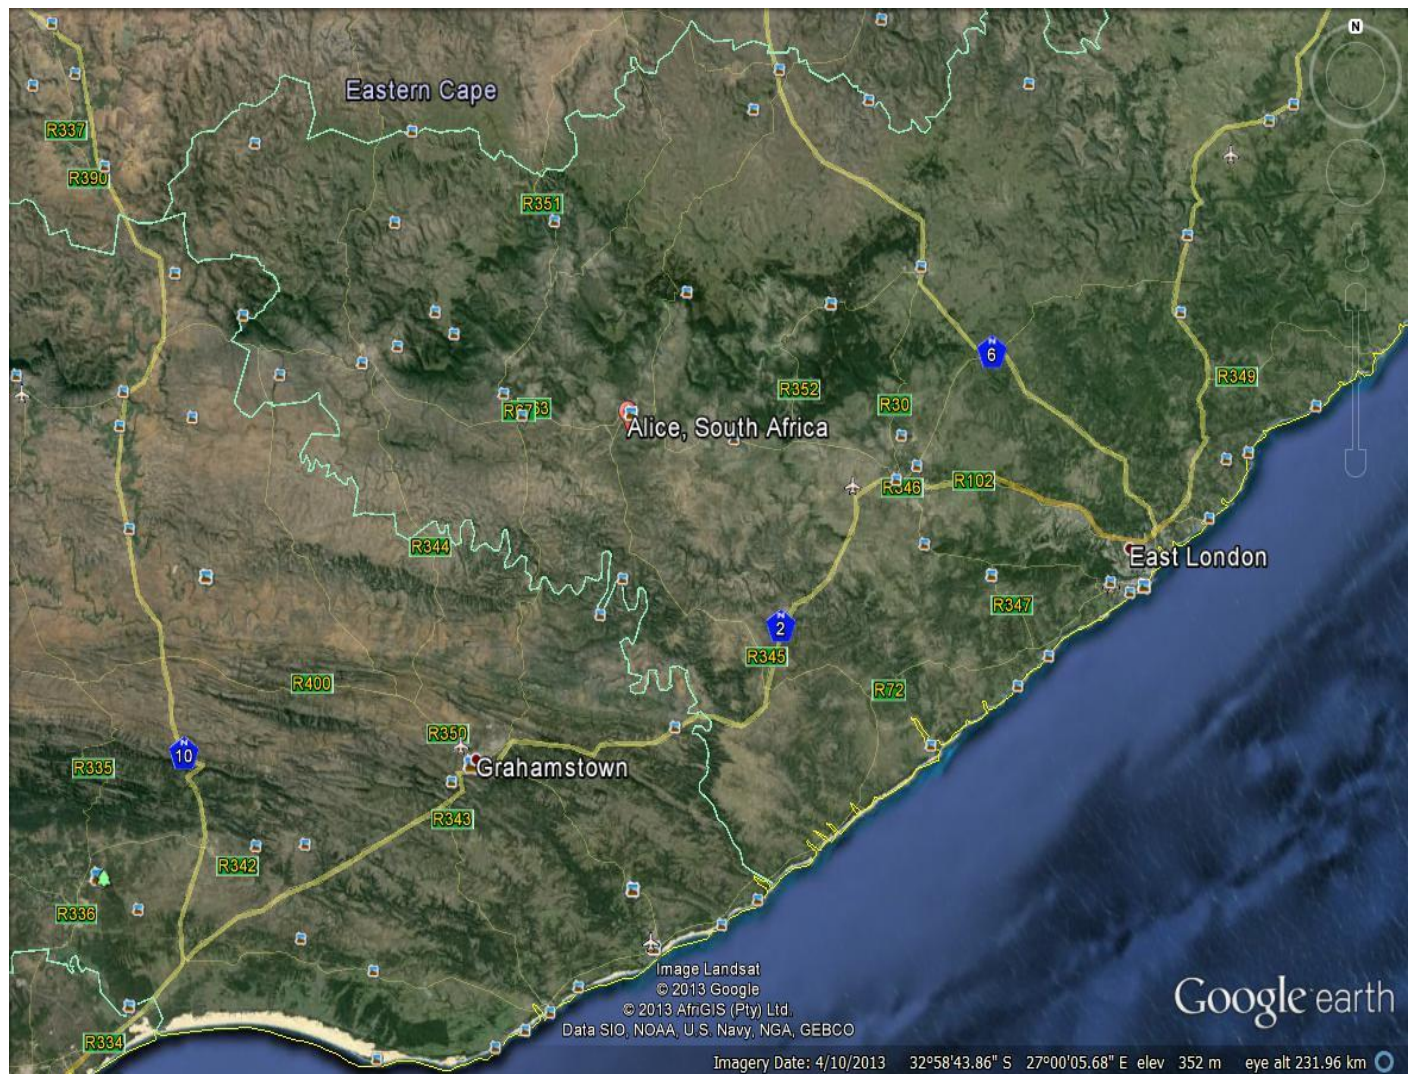 N
Eastern Cape
R337
R390
R351
N
6
R352
R349
R30
Alice, South Africa
R346
R102
R344
East London
R347
N
2
R345
R400
R72
R350
N
10
R335
Grahamstown
R343
R342
R336
Image Landsat
© 2013 Google
© 2013 AfriGIS (Pty) Ltd.
Data SIO, NOAA, U.S. Navy, NGA, GEBCO
Google earth
R334
Imagery Date: 4/10/2013 32°58'43.86" S 27°00'05.68" E elev 352 m eye alt 231.96 km